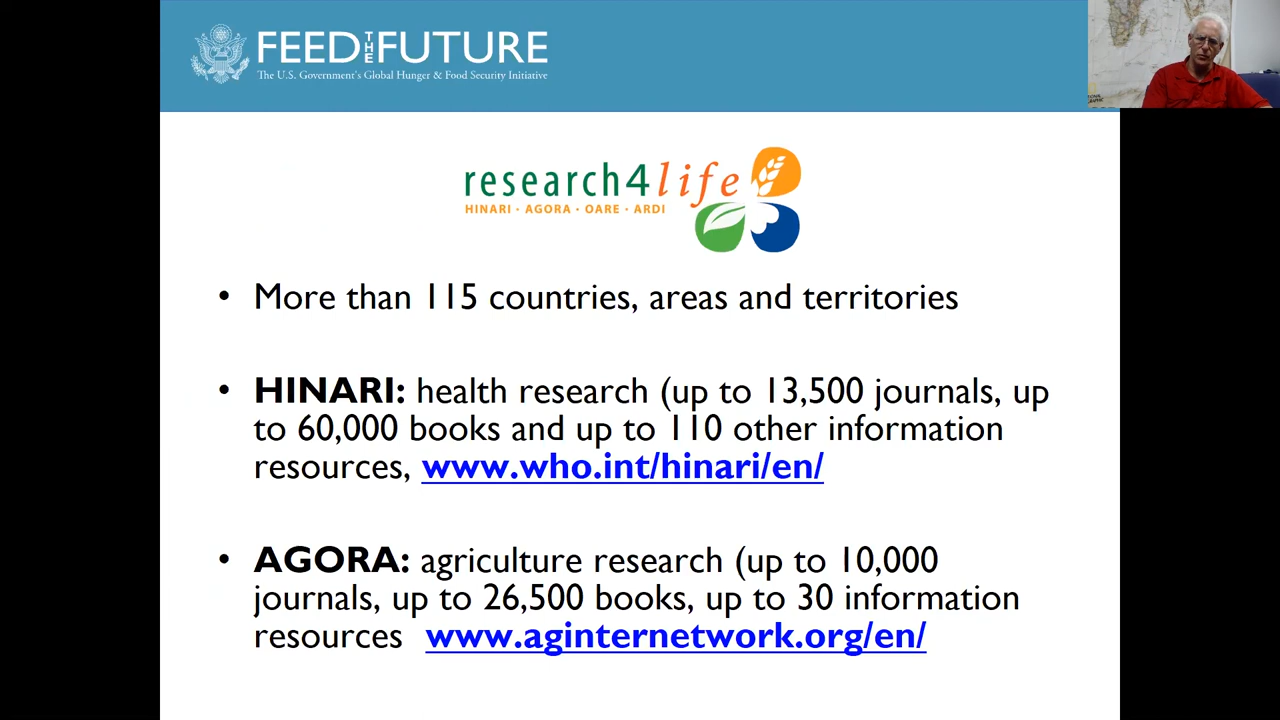 FEED THE FUTURE
The U.S. Government's Global Hunger & Food Security Initiative
research4life
HINARI · AGORA · OARE · ARDI
• More than 115 countries, areas and territories
• HINARI: health research (up to 13,500 journals, up
to 60,000 books and up to 110 other information
resources, www.who.int/hinari/en/
• AGORA: agriculture research (up to 10,000
journals, up to 26,500 books, up to 30 information
resources www.aginternetwork.org/en/